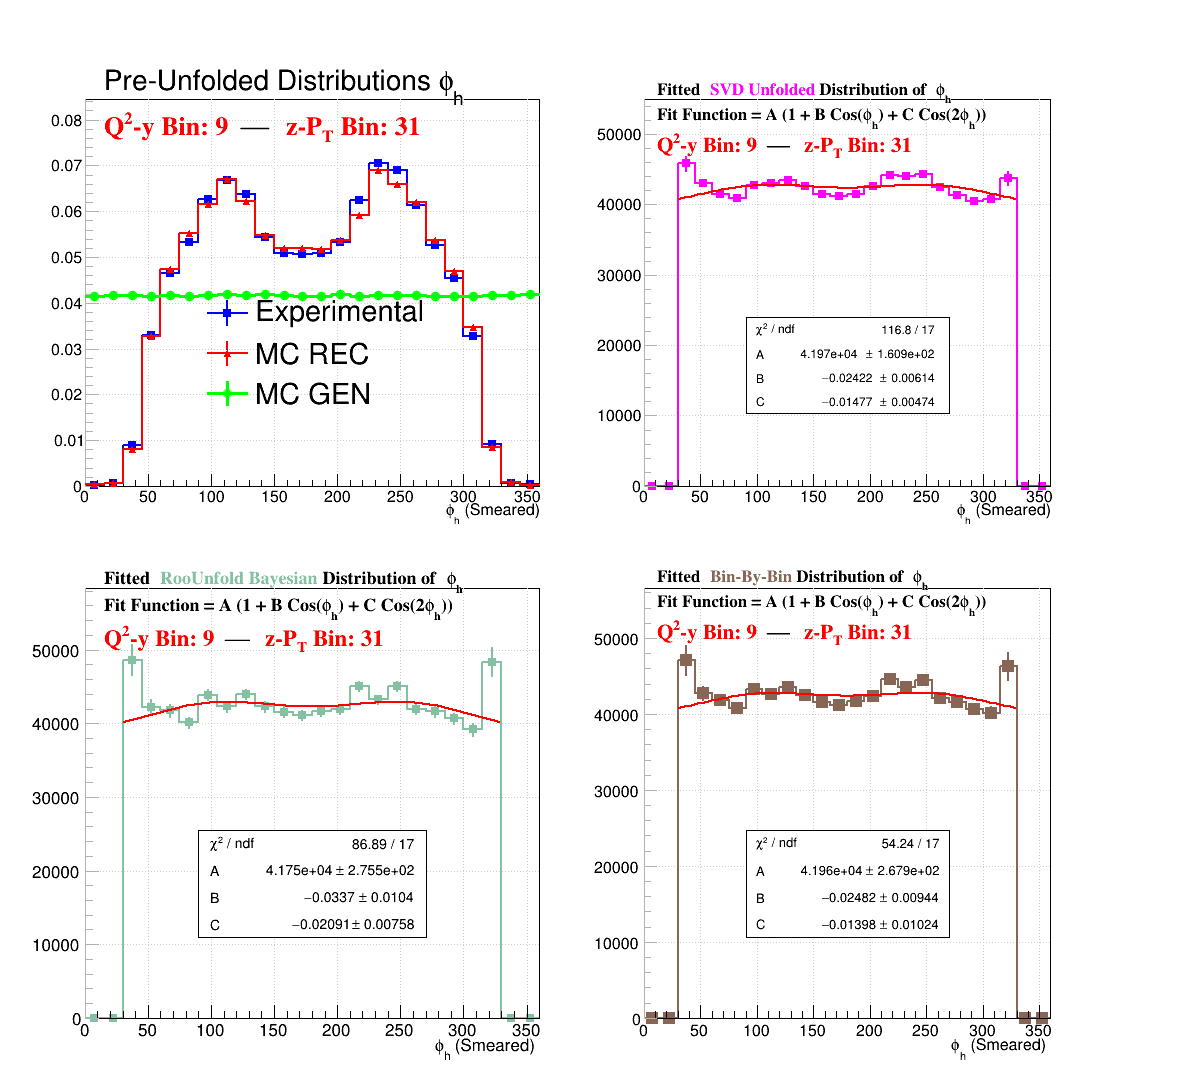 Pre-Unfolded Distributions ϕh
Q2-y Bin: 9 — z-PT Bin: 31
0.08
0.07
0.06
0.05
0.04
0.03
0.02
0.01
0
Experimental
MC REC
MC GEN
0 50 100 150 200 250 300 350
ϕh (Smeared)
Fitted SVD Unfolded Distribution of ϕh
Fit Function = A (1 + B Cos(ϕh) + C Cos(2ϕh))
Q2-y Bin: 9 — z-PT Bin: 31
50000
40000
30000
20000
10000
0
χ2 / ndf 116.8 / 17
A 4.197e+04 ± 1.609e+02
B −0.02422 ± 0.00614
C −0.01477 ± 0.00474
0 50 100 150 200 250 300 350
ϕh (Smeared)
Fitted RooUnfold Bayesian Distribution of ϕh
Fit Function = A (1 + B Cos(ϕh) + C Cos(2ϕh))
Q2-y Bin: 9 — z-PT Bin: 31
50000
40000
30000
20000
10000
0
χ2 / ndf 86.89 / 17
A 4.175e+04 ± 2.755e+02
B −0.0337 ± 0.0104
C −0.02091 ± 0.00758
0 50 100 150 200 250 300 350
ϕh (Smeared)
Fitted Bin-By-Bin Distribution of ϕh
Fit Function = A (1 + B Cos(ϕh) + C Cos(2ϕh))
Q2-y Bin: 9 — z-PT Bin: 31
50000
40000
30000
20000
10000
0
χ2 / ndf 54.24 / 17
A 4.196e+04 ± 2.679e+02
B −0.02482 ± 0.00944
C −0.01398 ± 0.01024
0 50 100 150 200 250 300 350
ϕh (Smeared)